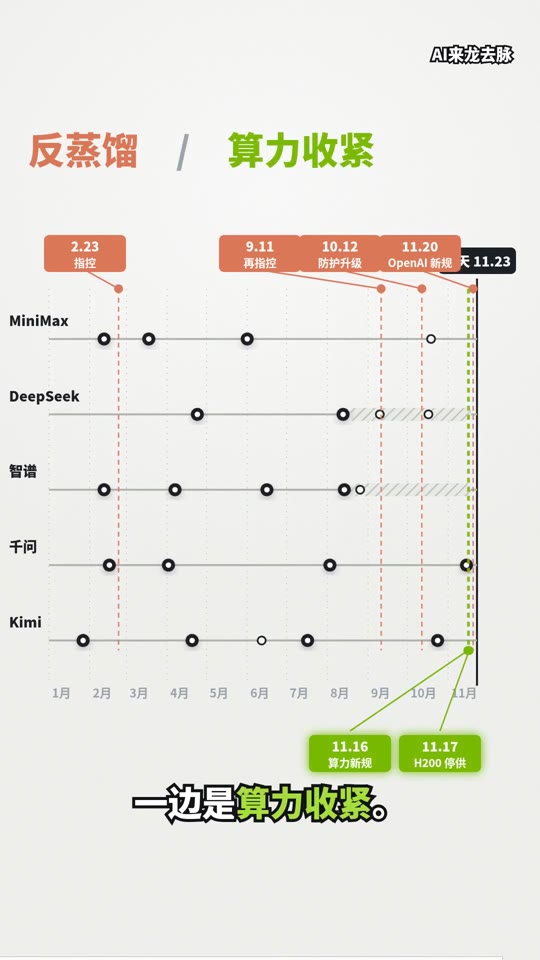 AI来龙去脉
反蒸馏 / 算力收紧
2.23
指控
9.11
再指控
10.12
防护升级
11.20
OpenAI 新规
天 11.23
MiniMax
DeepSeek
智谱
千问
Kimi
1月 2月 3月 4月 5月 6月 7月 8月 9月 10月 11月
11.16
算力新规
11.17
H200 停供
一边是算力收紧。